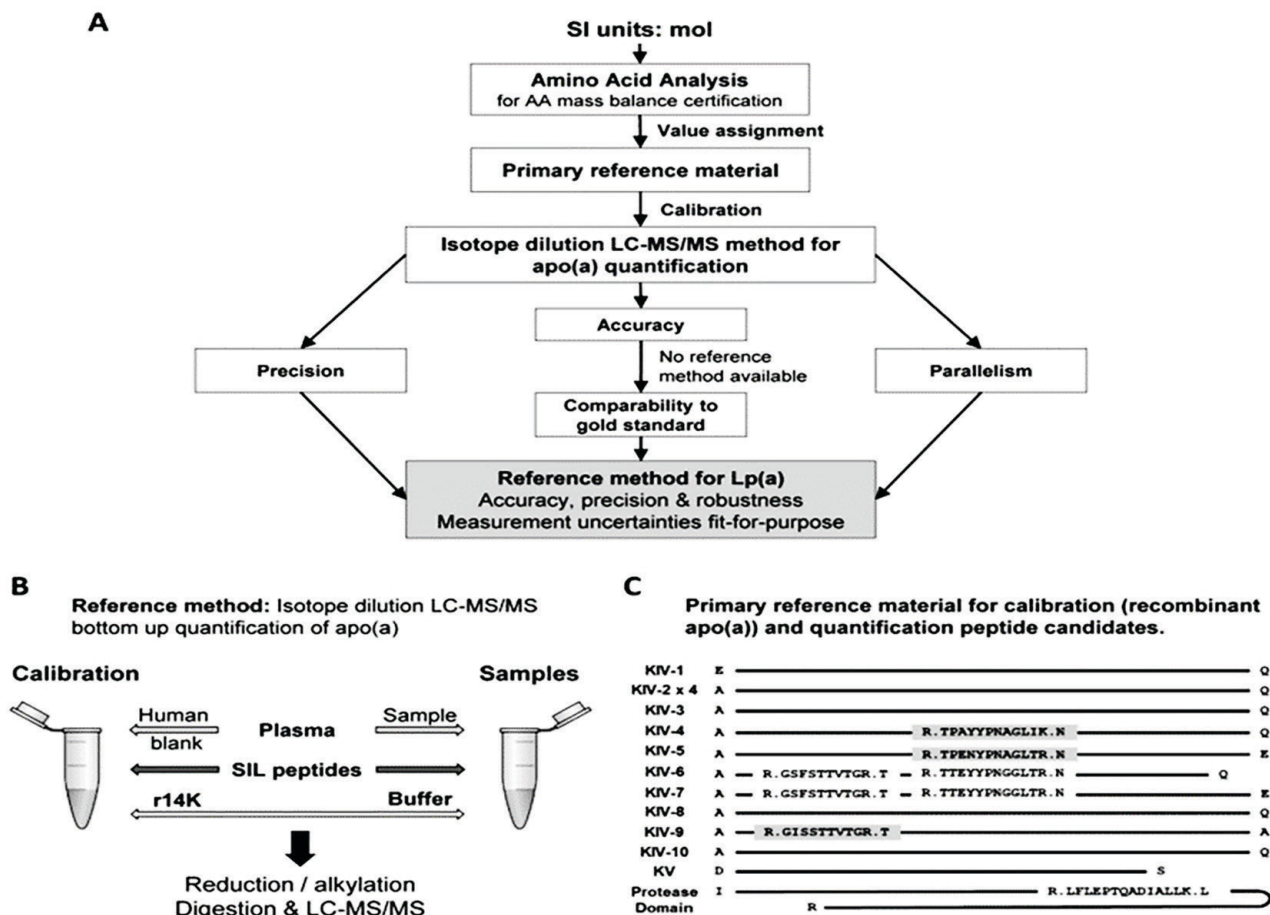 A
SI units: mol
Amino Acid Analysis
for AA mass balance certification
Value assignment
Primary reference material
Calibration
Isotope dilution LC-MS/MS method for
apo(a) quantification
Accuracy
Precision
No reference
method available
Parallelism
Comparability to
gold standard
Reference method for Lp(a)
Accuracy, precision & robustness
Measurement uncertainties fit-for-purpose
B
Reference method: Isotope dilution LC-MS/MS
bottom up quantification of apo(a)
Calibration
Samples
Human
blank
Plasma
Sample
SIL peptides
r14K
Buffer
Reduction / alkylation
Digestion & LC-MS/MS
C
Primary reference material for calibration (recombinant
apo(a)) and quantification peptide candidates.
KIV-1 E Q
KIV-2 x 4 A Q
KIV-3 A Q
KIV-4 A R.TPAYYPNAGLIK.N Q
KIV-5 A R.TPENYPNAGLTR.N E
KIV-6 A R.GSFSTTVTGR.T R.TTEYYPNGGLTR.N Q
KIV-7 A R.GSFSTTVTGR.T R.TTEYYPNGGLTR.N E
KIV-8 A Q
KIV-9 A R.GISSTTVTGR.T A
KIV-10 A Q
KV D S
Protease I R.LFLEPTQADIALLK.L
Domain R